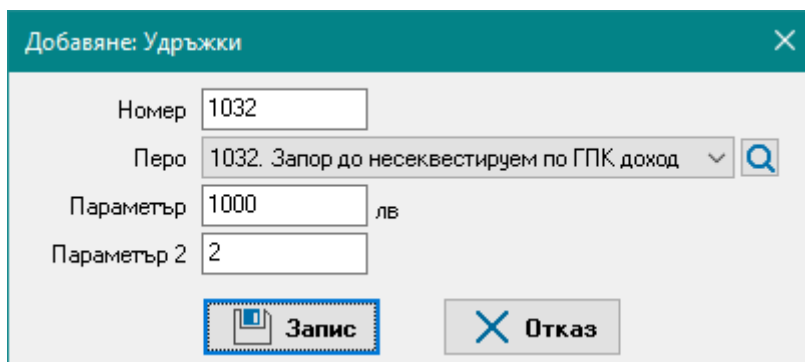 Добавяне: Удръжки
Номер 1032
Перо 1032. Запор до несеквестируем по ГПК доход
Параметър 1000 лв
Параметър 2 2
Запис Отказ